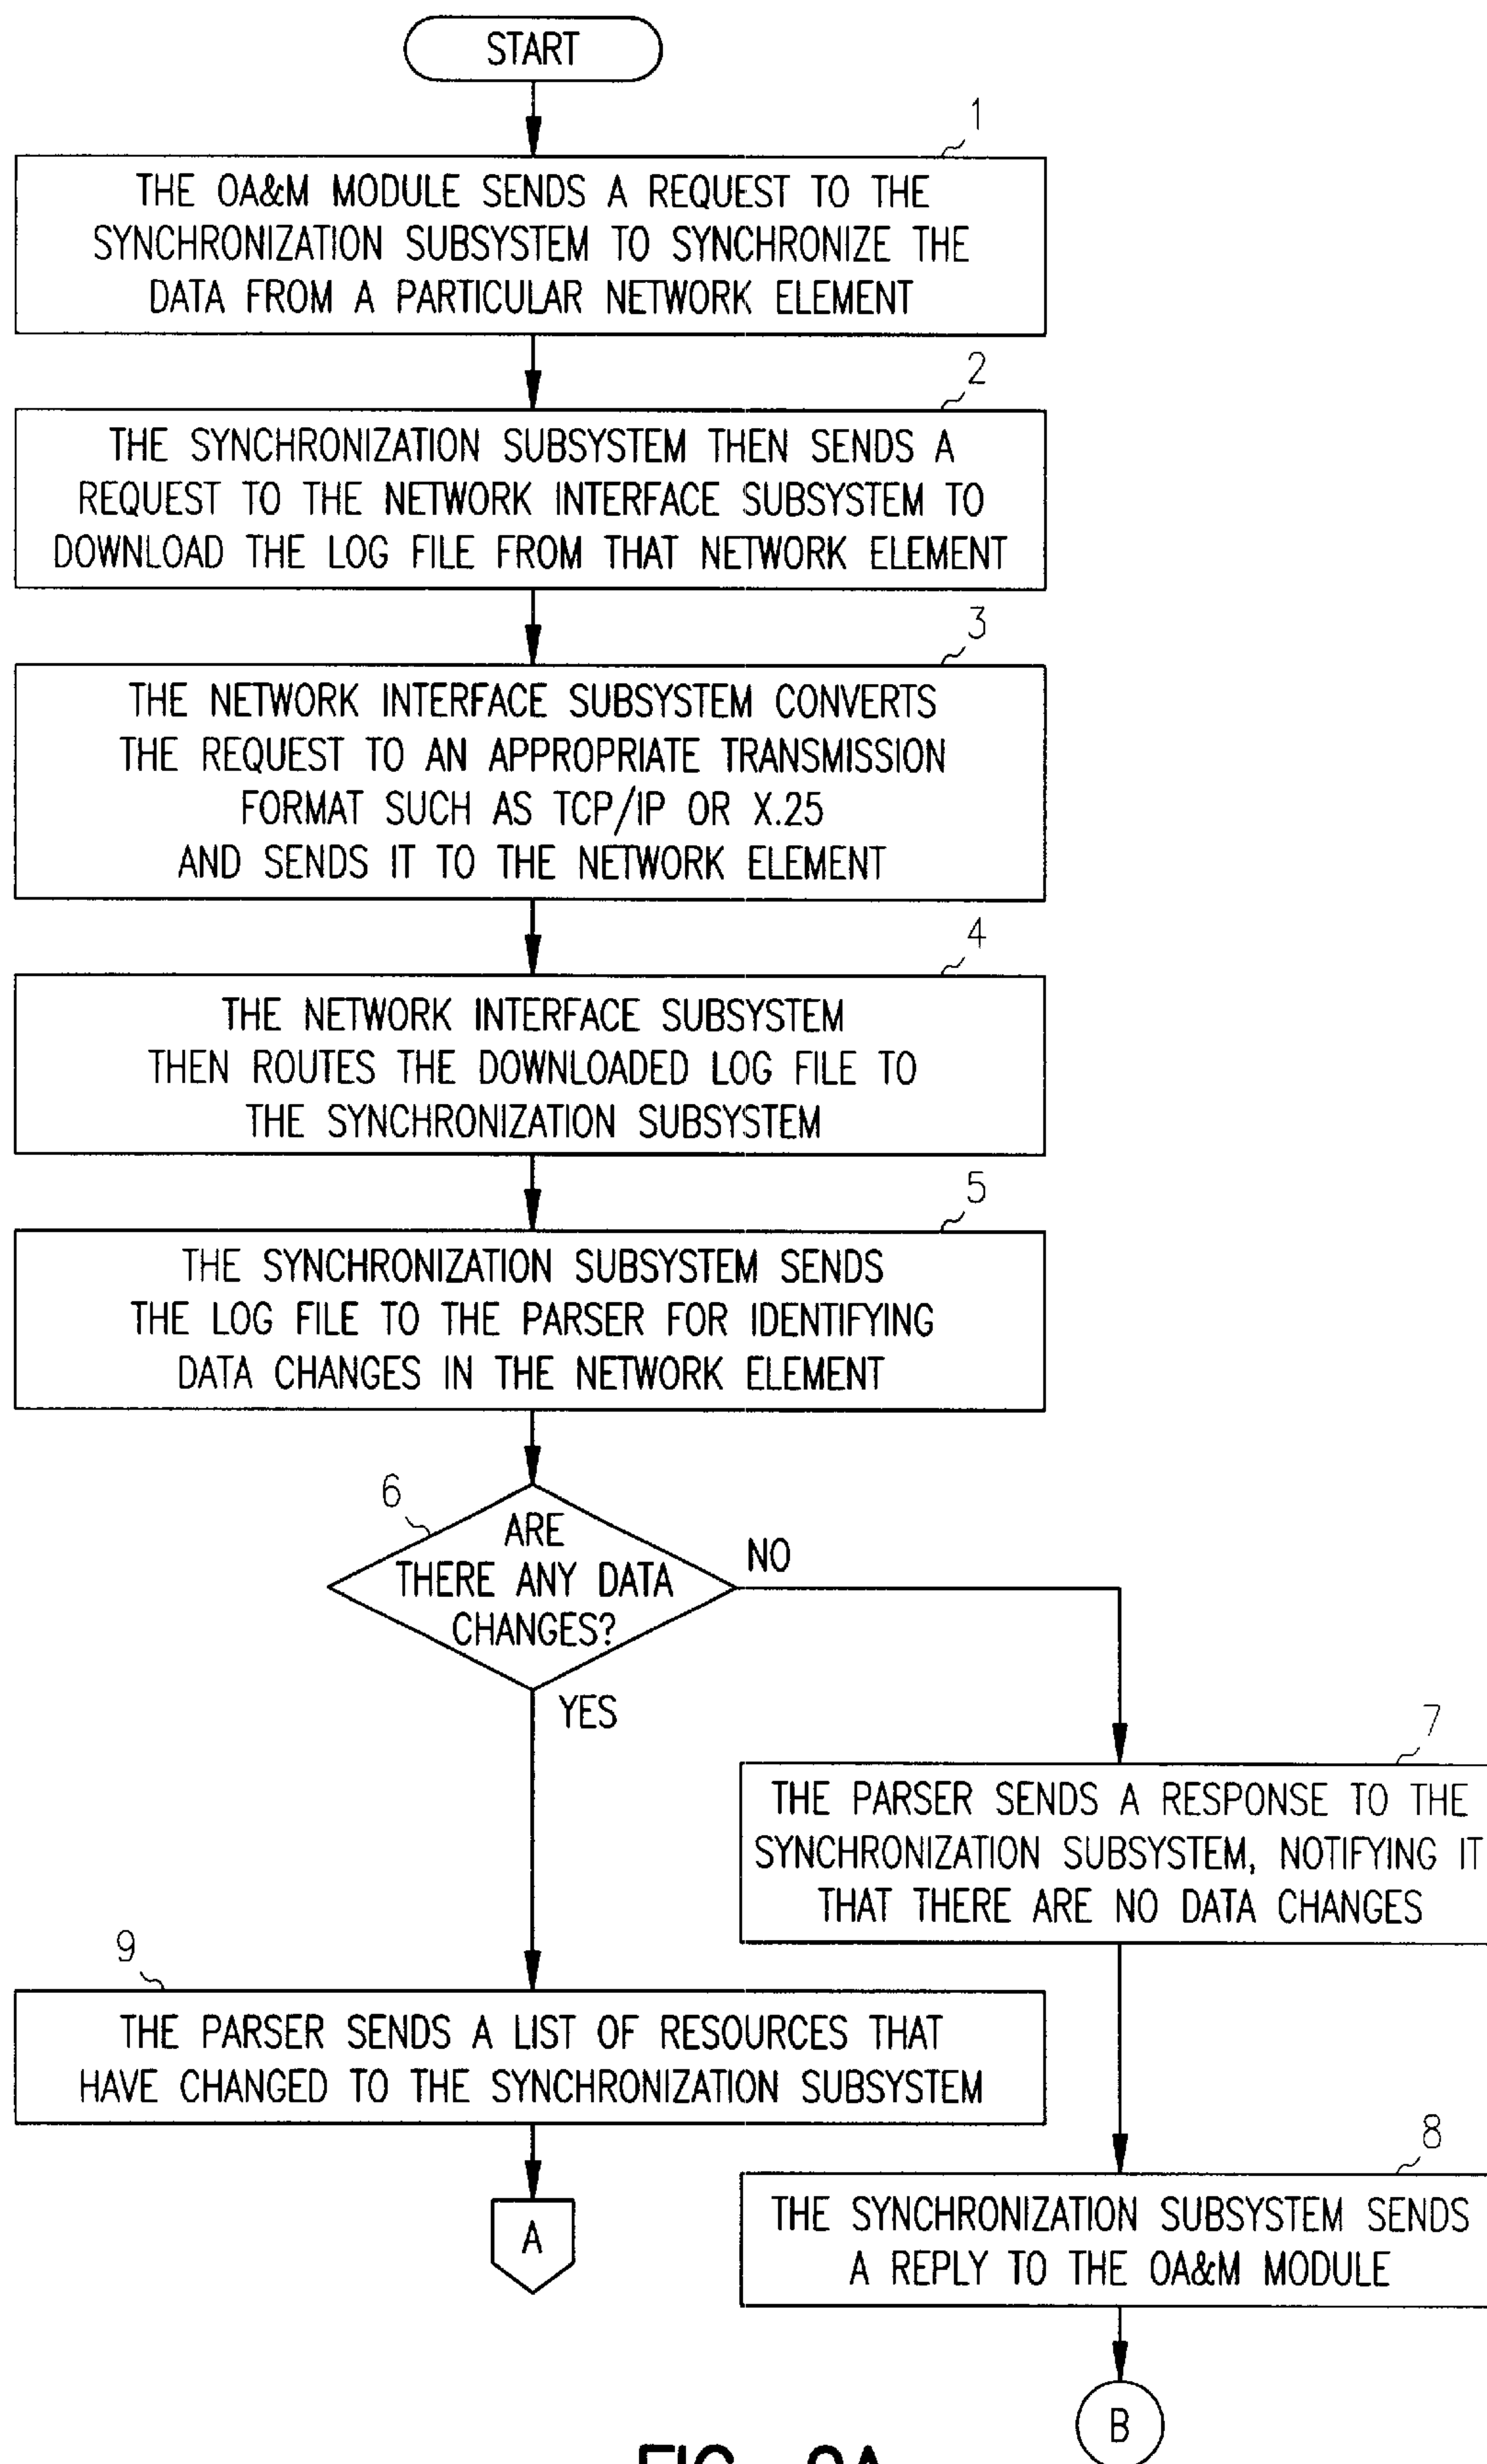 START
1
THE OA&M MODULE SENDS A REQUEST TO THE
SYNCHRONIZATION SUBSYSTEM TO SYNCHRONIZE THE
DATA FROM A PARTICULAR NETWORK ELEMENT
2
THE SYNCHRONIZATION SUBSYSTEM THEN SENDS A
REQUEST TO THE NETWORK INTERFACE SUBSYSTEM TO
DOWNLOAD THE LOG FILE FROM THAT NETWORK ELEMENT
3
THE NETWORK INTERFACE SUBSYSTEM CONVERTS
THE REQUEST TO AN APPROPRIATE TRANSMISSION
FORMAT SUCH AS TCP/IP OR X.25
AND SENDS IT TO THE NETWORK ELEMENT
4
THE NETWORK INTERFACE SUBSYSTEM
THEN ROUTES THE DOWNLOADED LOG FILE TO
THE SYNCHRONIZATION SUBSYSTEM
5
THE SYNCHRONIZATION SUBSYSTEM SENDS
THE LOG FILE TO THE PARSER FOR IDENTIFYING
DATA CHANGES IN THE NETWORK ELEMENT
6
ARE
THERE ANY DATA
CHANGES?
NO
YES
7
THE PARSER SENDS A RESPONSE TO THE
SYNCHRONIZATION SUBSYSTEM, NOTIFYING IT
THAT THERE ARE NO DATA CHANGES
9
THE PARSER SENDS A LIST OF RESOURCES THAT
HAVE CHANGED TO THE SYNCHRONIZATION SUBSYSTEM
A
8
THE SYNCHRONIZATION SUBSYSTEM SENDS
A REPLY TO THE OA&M MODULE
B
FIG.